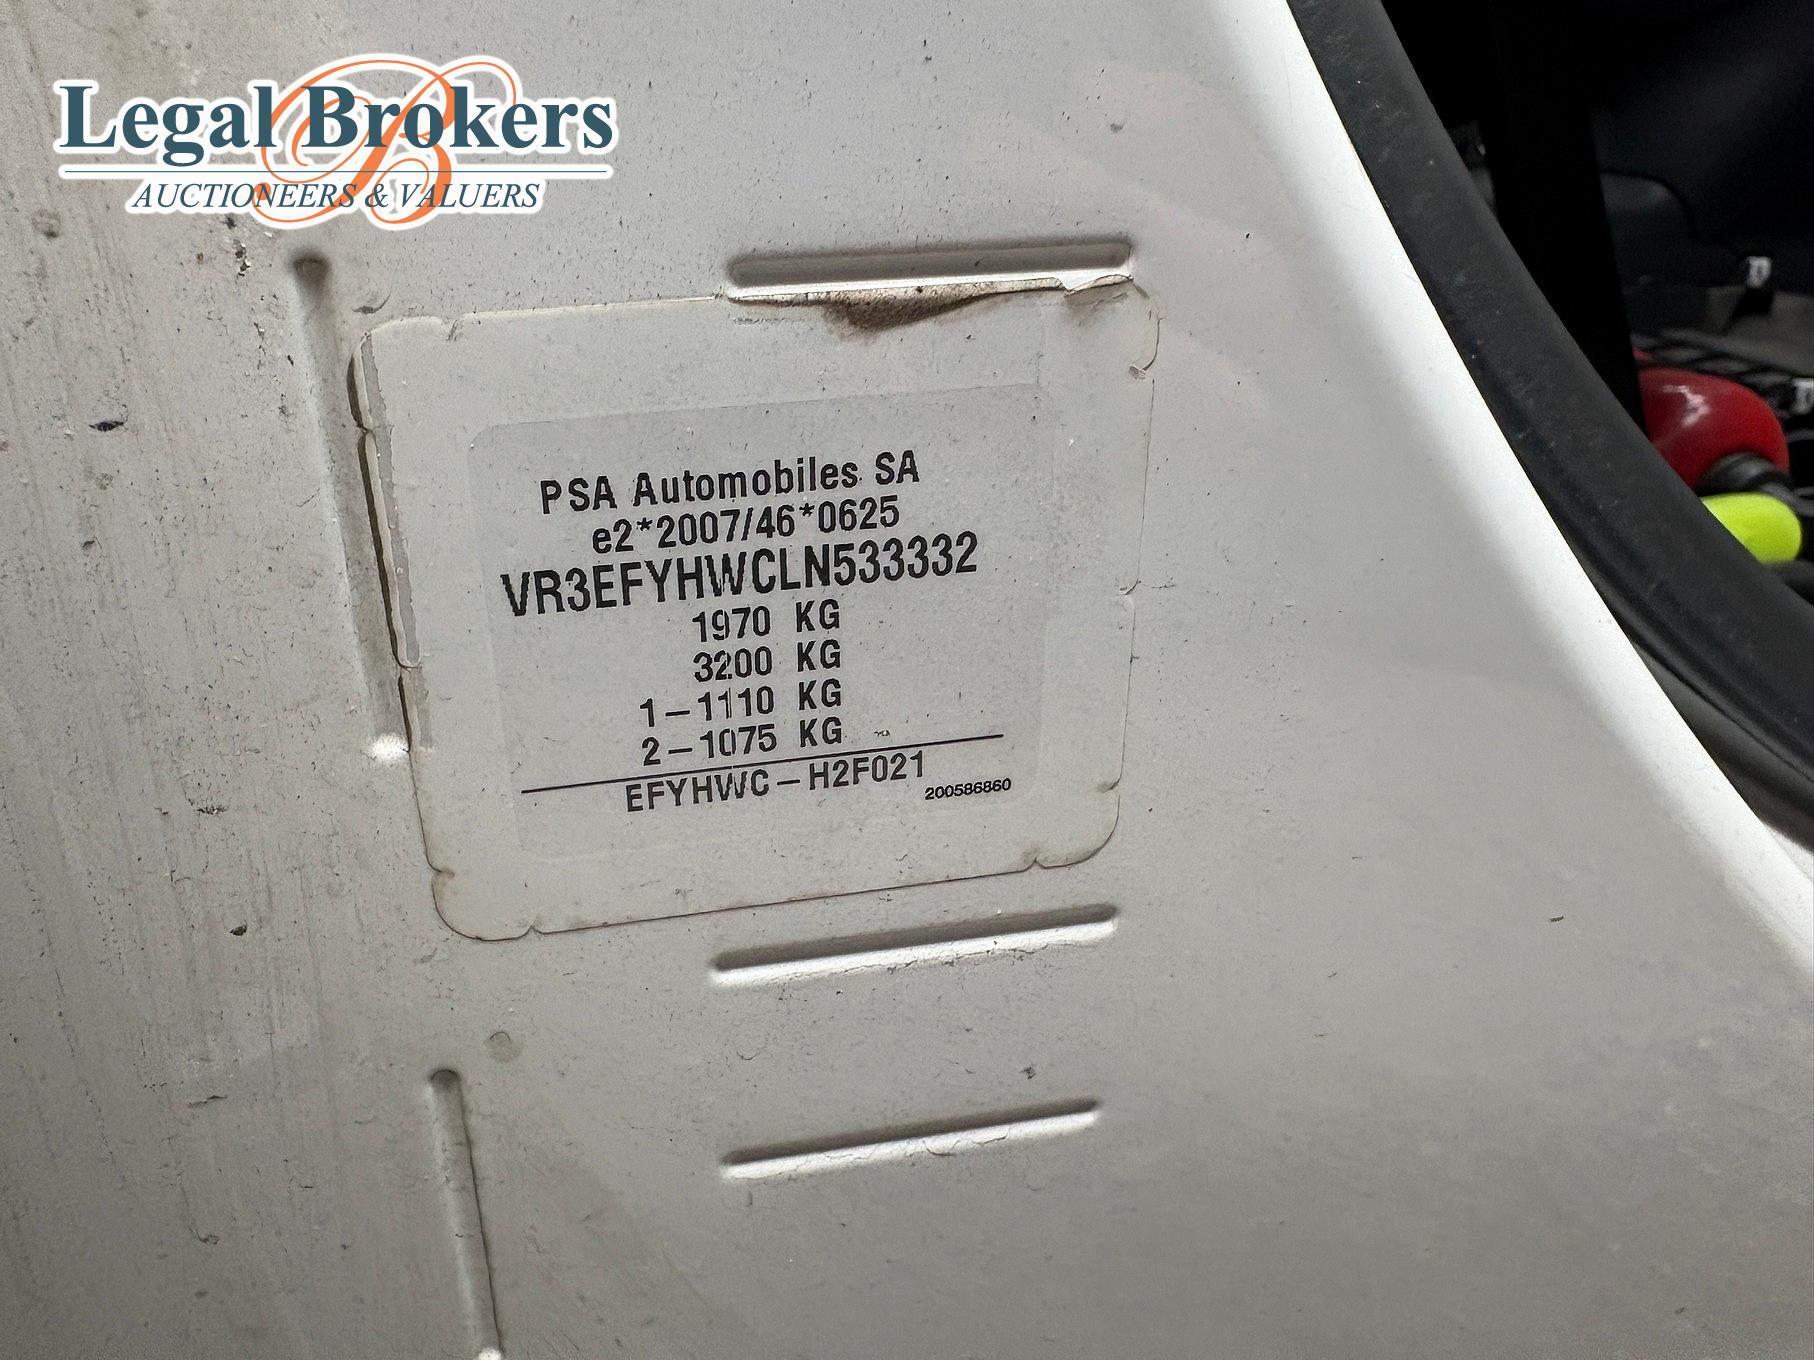 Legal Brokers
AUCTIONEERS & VALUERS
PSA Automobiles SA
e2*2007/46*0625
VR3EFYHWCLN533332
1970 KG
3200 KG
1-1110 KG
2-1075 KG
EFYHWC-H2F021
200586860